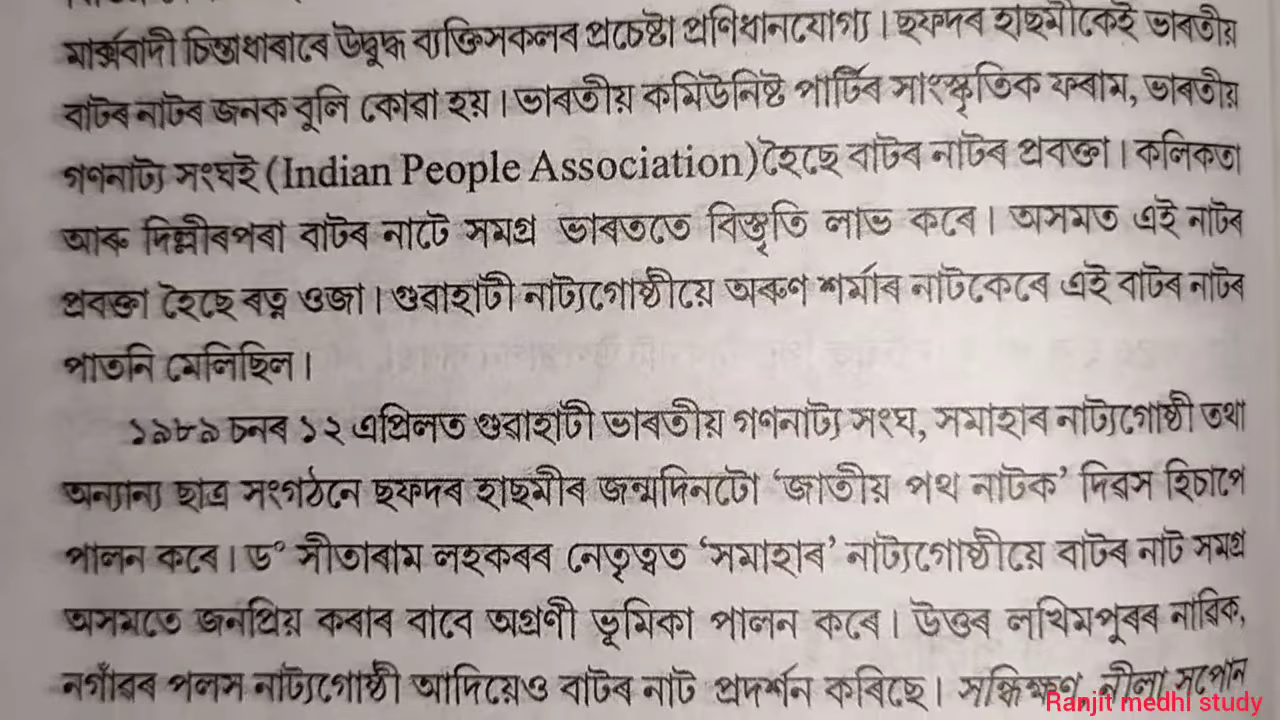 মাৰ্ক্সবাদী চিন্তাধাৰাৰে উদ্বুদ্ধ ব্যক্তিসকলৰ প্ৰচেষ্টা প্ৰণিধানযোগ্য। ছফদৰ হাছমীকেই ভাৰতীয়
বাটৰ নাটৰ জনক বুলি কোৱা হয়। ভাৰতীয় কমিউনিষ্ট পাৰ্টিৰ সাংস্কৃতিক ফৰাম, ভাৰতীয়
গণনাট্য সংঘই (Indian People Association) হৈছে বাটৰ নাটৰ প্ৰবক্তা। কলিকতা
আৰু দিল্লীৰপৰা বাটৰ নাটে সমগ্ৰ ভাৰততে বিস্তৃতি লাভ কৰে। অসমত এই নাটৰ
প্ৰবক্তা হৈছে ৰত্ন ওজা। গুৱাহাটী নাট্যগোষ্ঠীয়ে অৰুণ শৰ্মাৰ নাটকেৰে এই বাটৰ নাটৰ
পাতনি মেলিছিল।
১৯৮৯ চনৰ ১২ এপ্ৰিলত গুৱাহাটী ভাৰতীয় গণনাট্য সংঘ, সমাহাৰ নাট্যগোষ্ঠী তথা
অন্যান্য ছাত্ৰ সংগঠনে ছফদৰ হাছমীৰ জন্মদিনটো ‘জাতীয় পথ নাটক’ দিৱস হিচাপে
পালন কৰে। ড° সীতাৰাম লহকৰৰ নেতৃত্বত ‘সমাহাৰ’ নাট্যগোষ্ঠীয়ে বাটৰ নাট সমগ্ৰ
অসমতে জনপ্ৰিয় কৰাৰ বাবে অগ্ৰণী ভূমিকা পালন কৰে। উত্তৰ লখিমপুৰৰ নাৱিক,
নগাঁৱৰ পলস নাট্যগোষ্ঠী আদিয়েও বাটৰ নাট প্ৰদৰ্শন কৰিছে। সন্ধিক্ষণ, নীলা সপোন
Ranjit medhi study